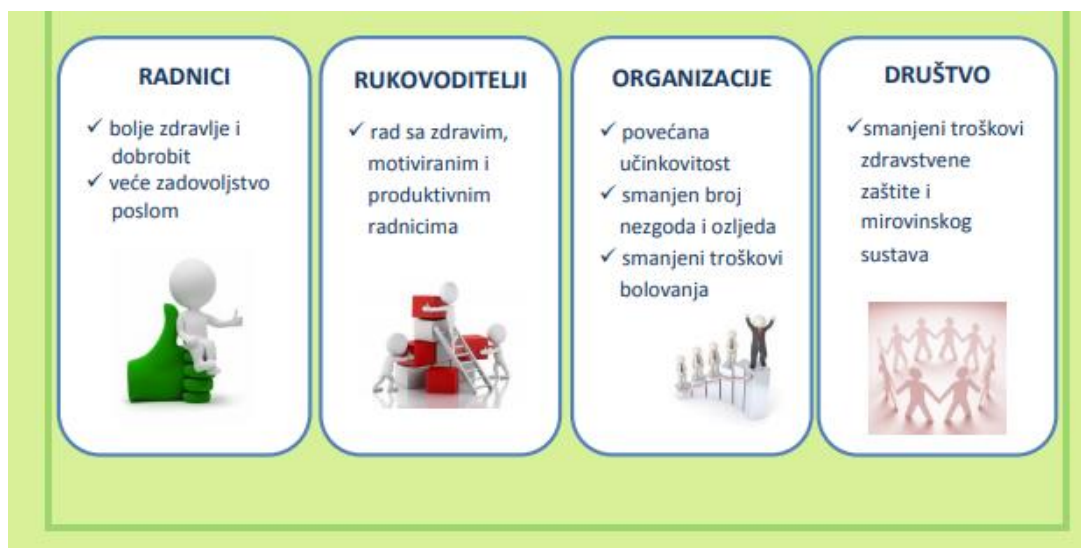 RADNICI
✓ bolje zdravlje i
dobrobit
✓ veće zadovoljstvo
poslom
RUKOVODITELJI
✓ rad sa zdravim,
motiviranim i
produktivnim
radnicima
ORGANIZACIJE
✓ povećana
učinkovitost
✓ smanjen broj
nezgoda i ozljeda
✓ smanjeni troškovi
bolovanja
DRUŠTVO
✓smanjeni troškovi
zdravstvene
zaštite i
mirovinskog
sustava